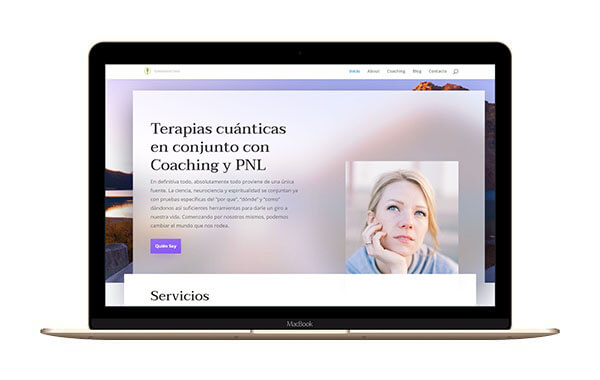 Inicio About Coaching Blog Contacto
Terapias cuánticas
en conjunto con
Coaching y PNL
En definitiva todo, absolutamente todo proviene de una única
fuente. La ciencia, neurociencia y espiritualidad se conjuntan ya
con pruebas específicas del "por que", "dónde" y "como"
dándonos así suficientes herramientas para darle un giro a
nuestra vida. Comenzando por nosotros mismos, podemos
cambiar el mundo que nos rodea.
Quién Soy
Servicios
MacBook